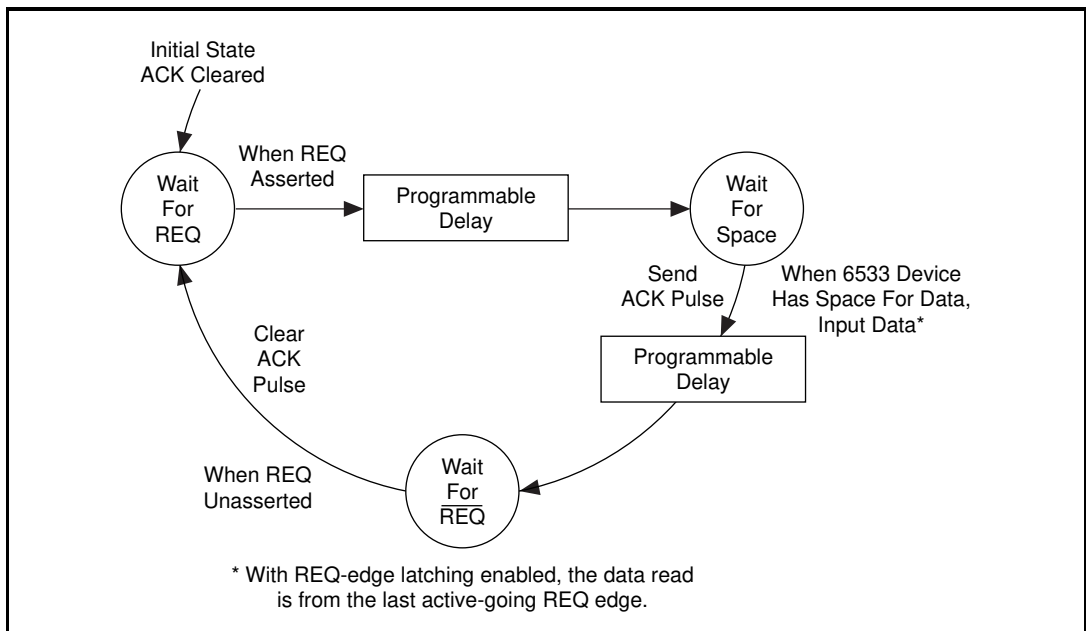 Initial State
ACK Cleared
When REQ
Asserted
Wait
For
REQ
Programmable
Delay
Wait
For
Space
Send
ACK Pulse
When 6533 Device
Has Space For Data,
Input Data*
Programmable
Delay
Clear
ACK
Pulse
When REQ
Unasserted
Wait
For
R̅E̅Q̅
* With REQ-edge latching enabled, the data read
is from the last active-going REQ edge.